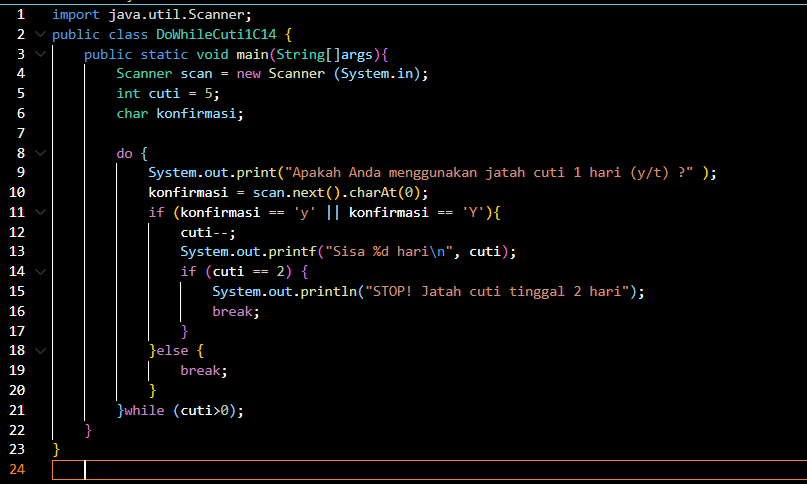 1 import java.util.Scanner;
2 public class DoWhileCuti1C14 {
3     public static void main(String[]args){
4         Scanner scan = new Scanner (System.in);
5         int cuti = 5;
6         char konfirmasi;
7
8         do {
9             System.out.print("Apakah Anda menggunakan jatah cuti 1 hari (y/t) ?" );
10             konfirmasi = scan.next().charAt(0);
11             if (konfirmasi == 'y' || konfirmasi == 'Y'){
12                 cuti--;
13                 System.out.printf("Sisa %d hari\n", cuti);
14                 if (cuti == 2) {
15                     System.out.println("STOP! Jatah cuti tinggal 2 hari");
16                     break;
17                 }
18             }else {
19                 break;
20             }
21         }while (cuti>0);
22     }
23 }
24